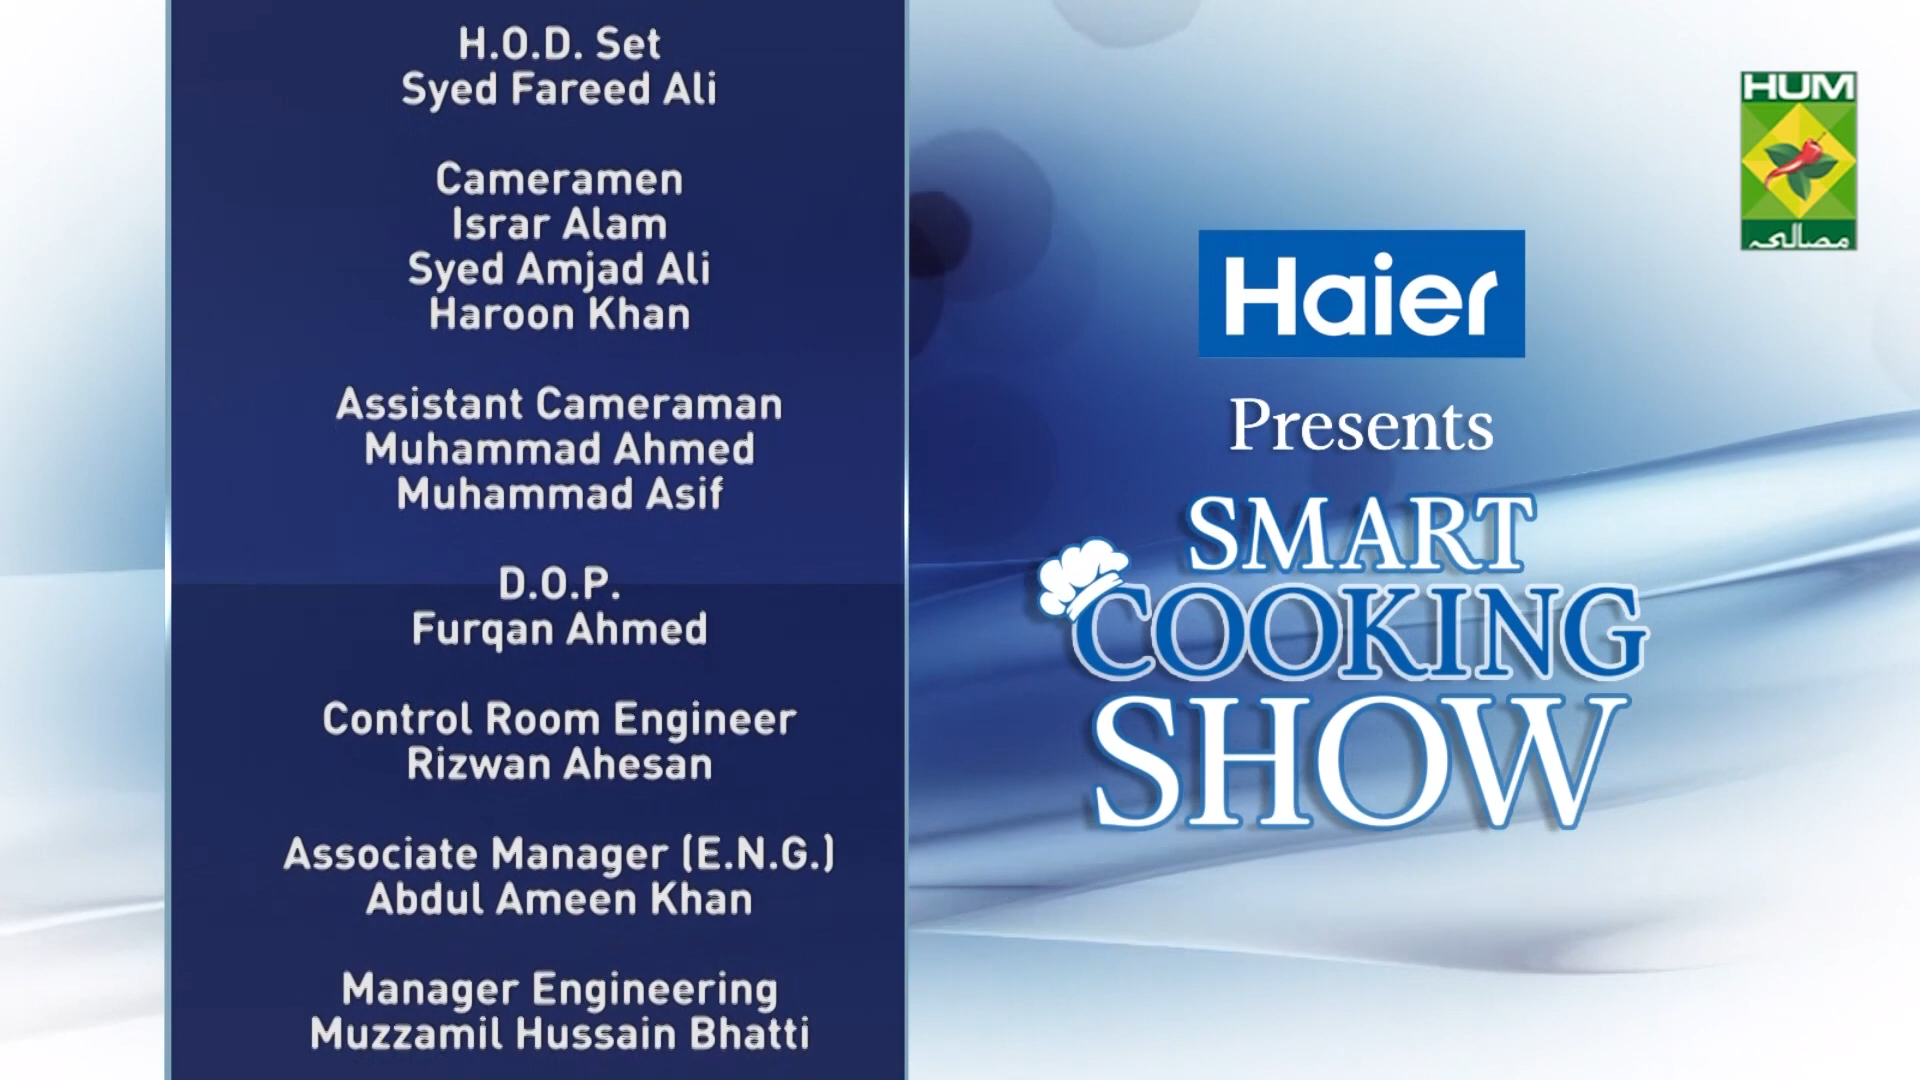 H.O.D. Set
Syed Fareed Ali
Cameramen
Israr Alam
Syed Amjad Ali
Haroon Khan
Assistant Cameraman
Muhammad Ahmed
Muhammad Asif
D.O.P.
Furqan Ahmed
Control Room Engineer
Rizwan Ahesan
Associate Manager (E.N.G.)
Abdul Ameen Khan
Manager Engineering
Muzzamil Hussain Bhatti
Haier
Presents
SMART
COOKING
SHOW
HUM
مصالحہ